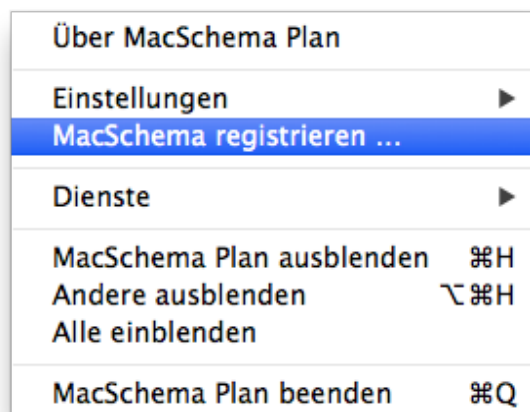 Über MacSchema Plan
Einstellungen ▶
MacSchema registrieren ...
Dienste ▶
MacSchema Plan ausblenden ⌘H
Andere ausblenden ⌥⌘H
Alle einblenden
MacSchema Plan beenden ⌘Q